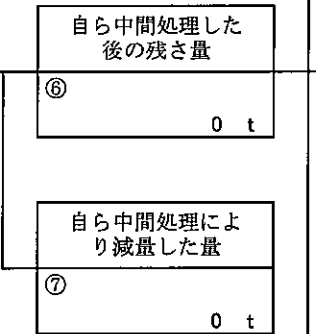 自ら中間処理した
後の残さ量
⑥
0 t
自ら中間処理によ
り減量した量
⑦
0 t